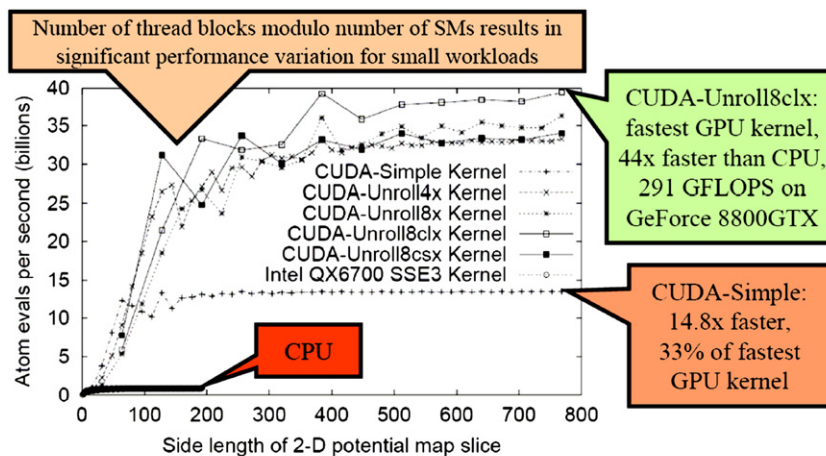 Number of thread blocks modulo number of SMs results in
significant performance variation for small workloads
Atom evals per second (billions)
40
35
30
25
20
15
10
5
0
CUDA-Simple Kernel
CUDA-Unroll4x Kernel
CUDA-Unroll8x Kernel
CUDA-Unroll8clx Kernel
CUDA-Unroll8csx Kernel
Intel QX6700 SSE3 Kernel
CPU
0 100 200 300 400 500 600 700 800
Side length of 2-D potential map slice
CUDA-Unroll8clx:
fastest GPU kernel,
44x faster than CPU,
291 GFLOPS on
GeForce 8800GTX
CUDA-Simple:
14.8x faster,
33% of fastest
GPU kernel